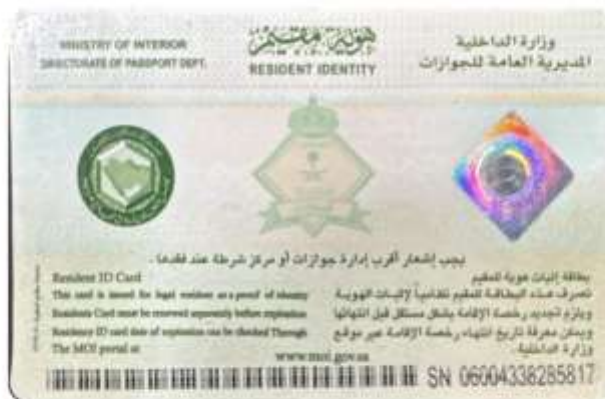 MINISTRY OF INTERIOR
DIRECTORATE OF PASSPORT DEPT.
هوية مقيم
RESIDENT IDENTITY
وزارة الداخلية
المديرية العامة للجوازات
يجب إشعار أقرب إدارة جوازات أو مركز شرطة عند فقدها .
Resident ID Card
This card is issued for legal residents as a proof of identity
Residents Card must be renewed separately before expiration
Residency ID card date of expiration can be checked Through
The MOI portal at
www.moi.gov.sa
بطاقة إثبات هوية للمقيم
تصرف هذه البطاقة للمقيم نظامياً لإثبات الهوية
ويلزم تجديد رخصة الإقامة بشكل مستقل قبل انتهائها
ويمكن معرفة تاريخ انتهاء رخصة الإقامة عبر موقع
وزارة الداخلية .
SN 06004338285817